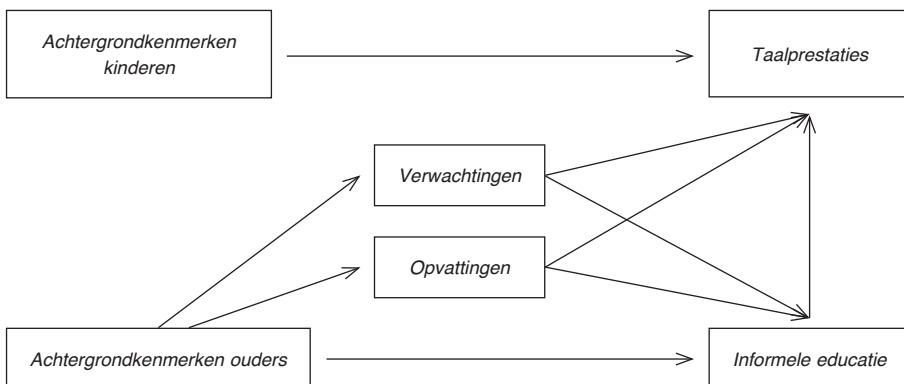 Achtergrondkenmerken
kinderen
Taalprestaties
Verwachtingen
Opvattingen
Achtergrondkenmerken ouders
Informele educatie